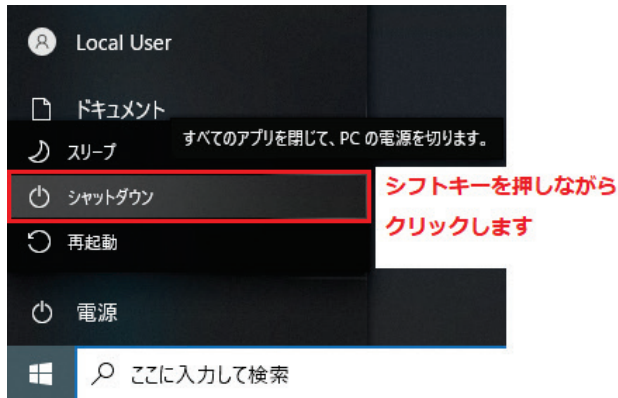 Local User
ドキュメント
すべてのアプリを閉じて、PC の電源を切ります。
スリープ
シャットダウン
シフトキーを押しながら
クリックします
再起動
電源
ここに入力して検索